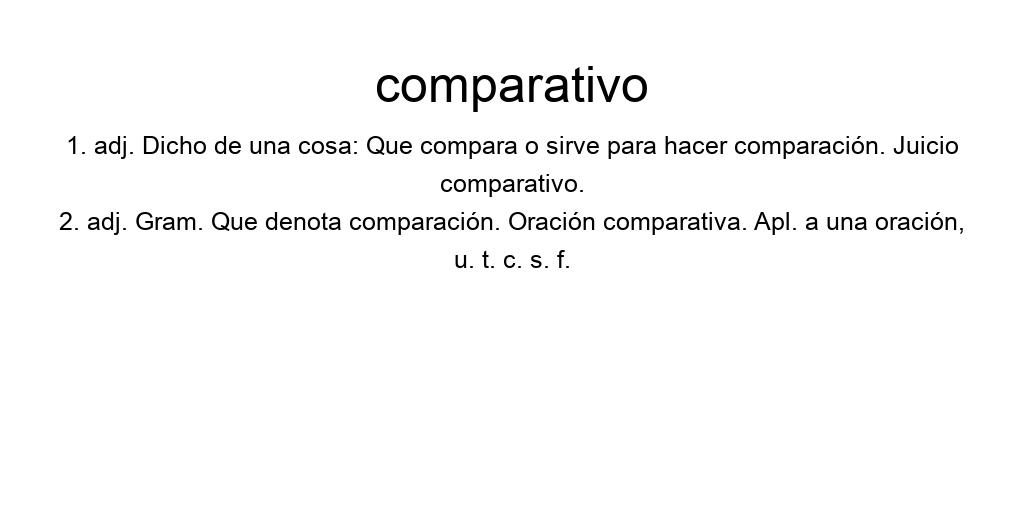 comparativo
1. adj. Dicho de una cosa: Que compara o sirve para hacer comparación. Juicio
comparativo.
2. adj. Gram. Que denota comparación. Oración comparativa. Apl. a una oración,
u. t. c. s. f.